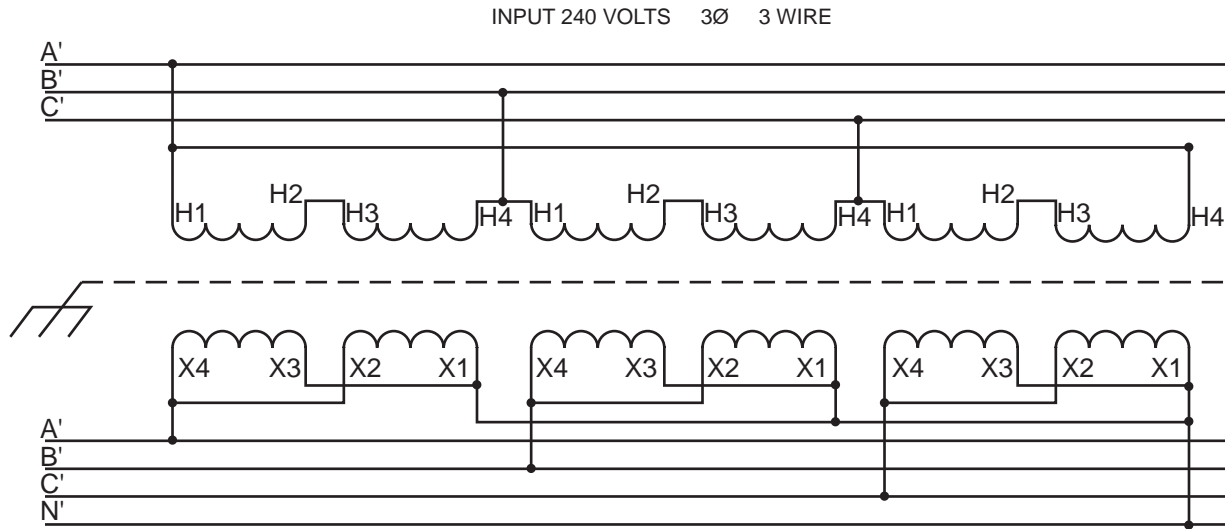 INPUT 240 VOLTS 3Ø 3 WIRE
A'
B'
C'
H1 H2 H3 H4 H1 H2 H3 H4 H1 H2 H3 H4
X4 X3 X2 X1 X4 X3 X2 X1 X4 X3 X2 X1
A'
B'
C'
N'